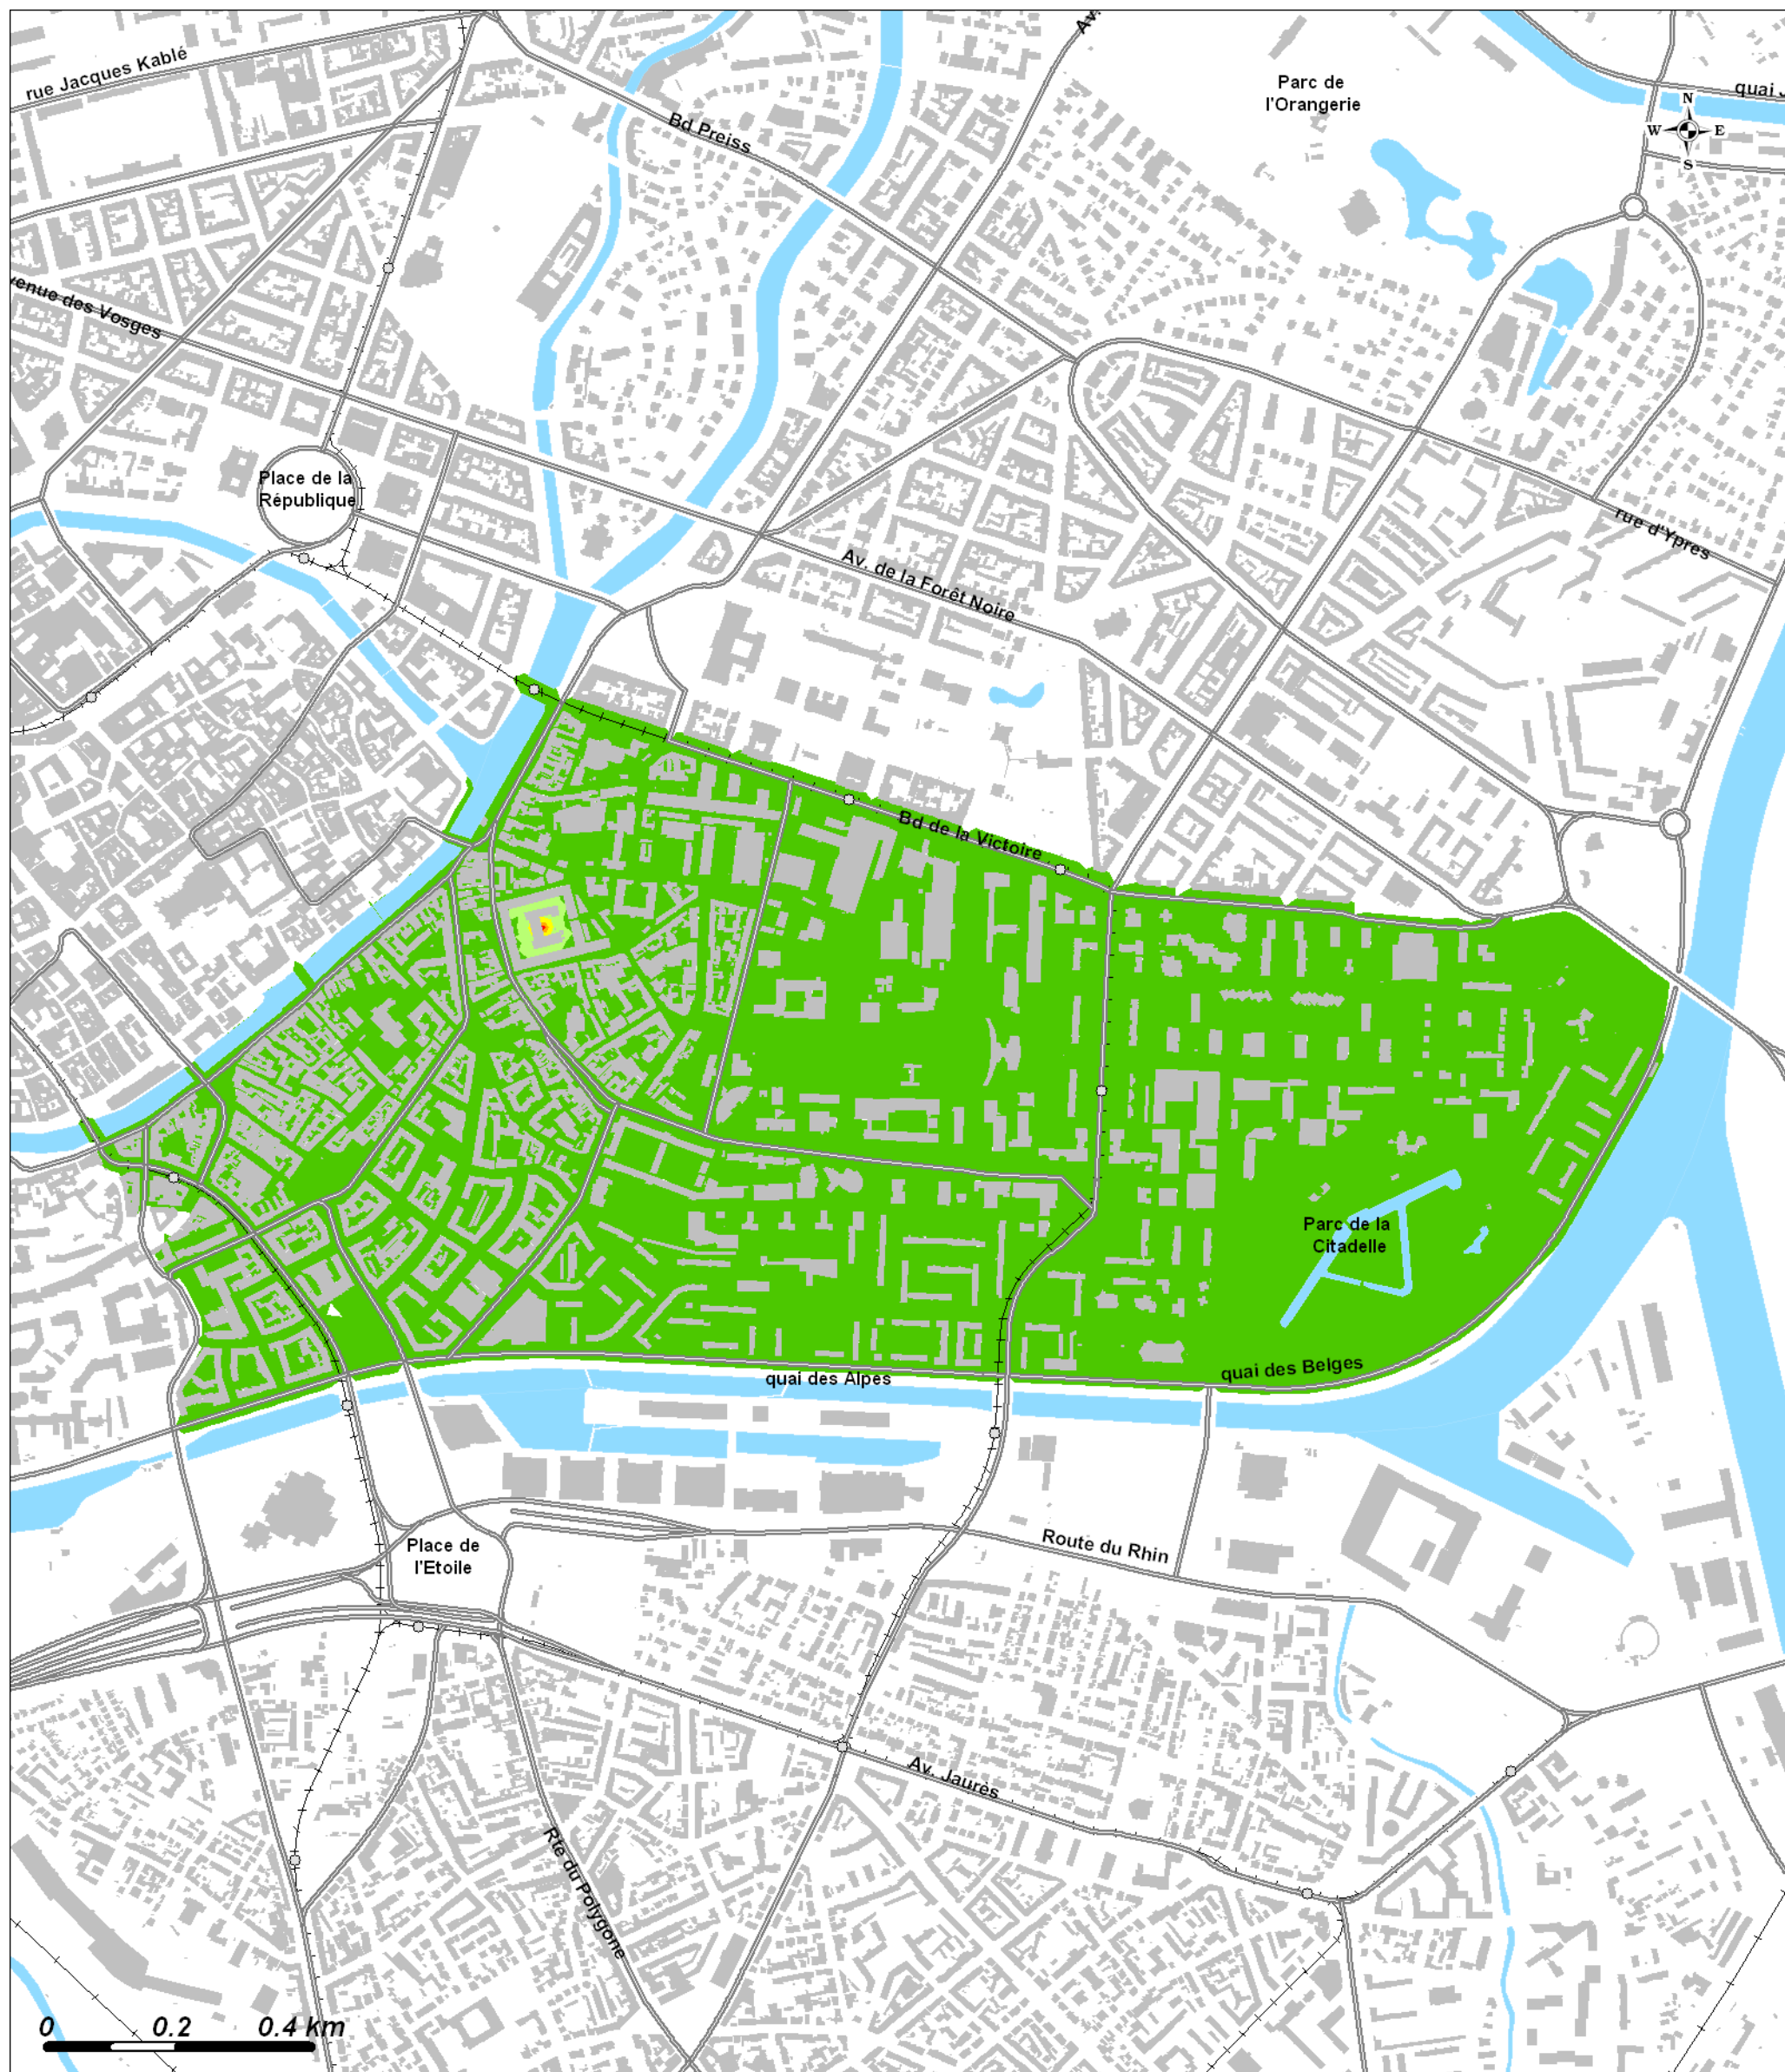 rue Jacques Kablé
Bd Preiss
Av.
Parc de
l'Orangerie
quai J
N
W E
S
venue des Vosges
Place de la
République
rue d'Ypres
Av. de la Forêt Noire
Bd de la Victoire
Parc de la
Citadelle
quai des Belges
quai des Alpes
Route du Rhin
Place de
l'Etoile
Av. Jaurès
Rte du Polygone
0 0.2 0.4 km